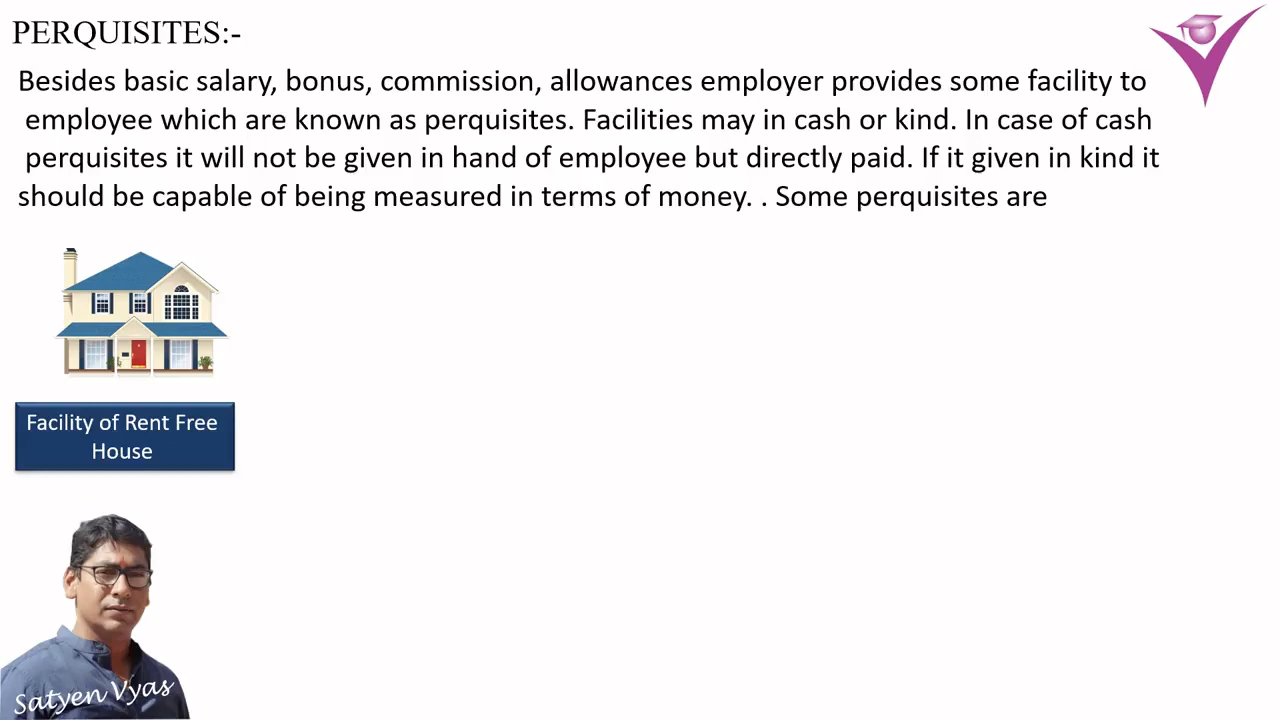 PERQUISITES:-
Besides basic salary, bonus, commission, allowances employer provides some facility to
employee which are known as perquisites. Facilities may in cash or kind. In case of cash
perquisites it will not be given in hand of employee but directly paid. If it given in kind it
should be capable of being measured in terms of money. . Some perquisites are
Facility of Rent Free
House
Satyen Vyas